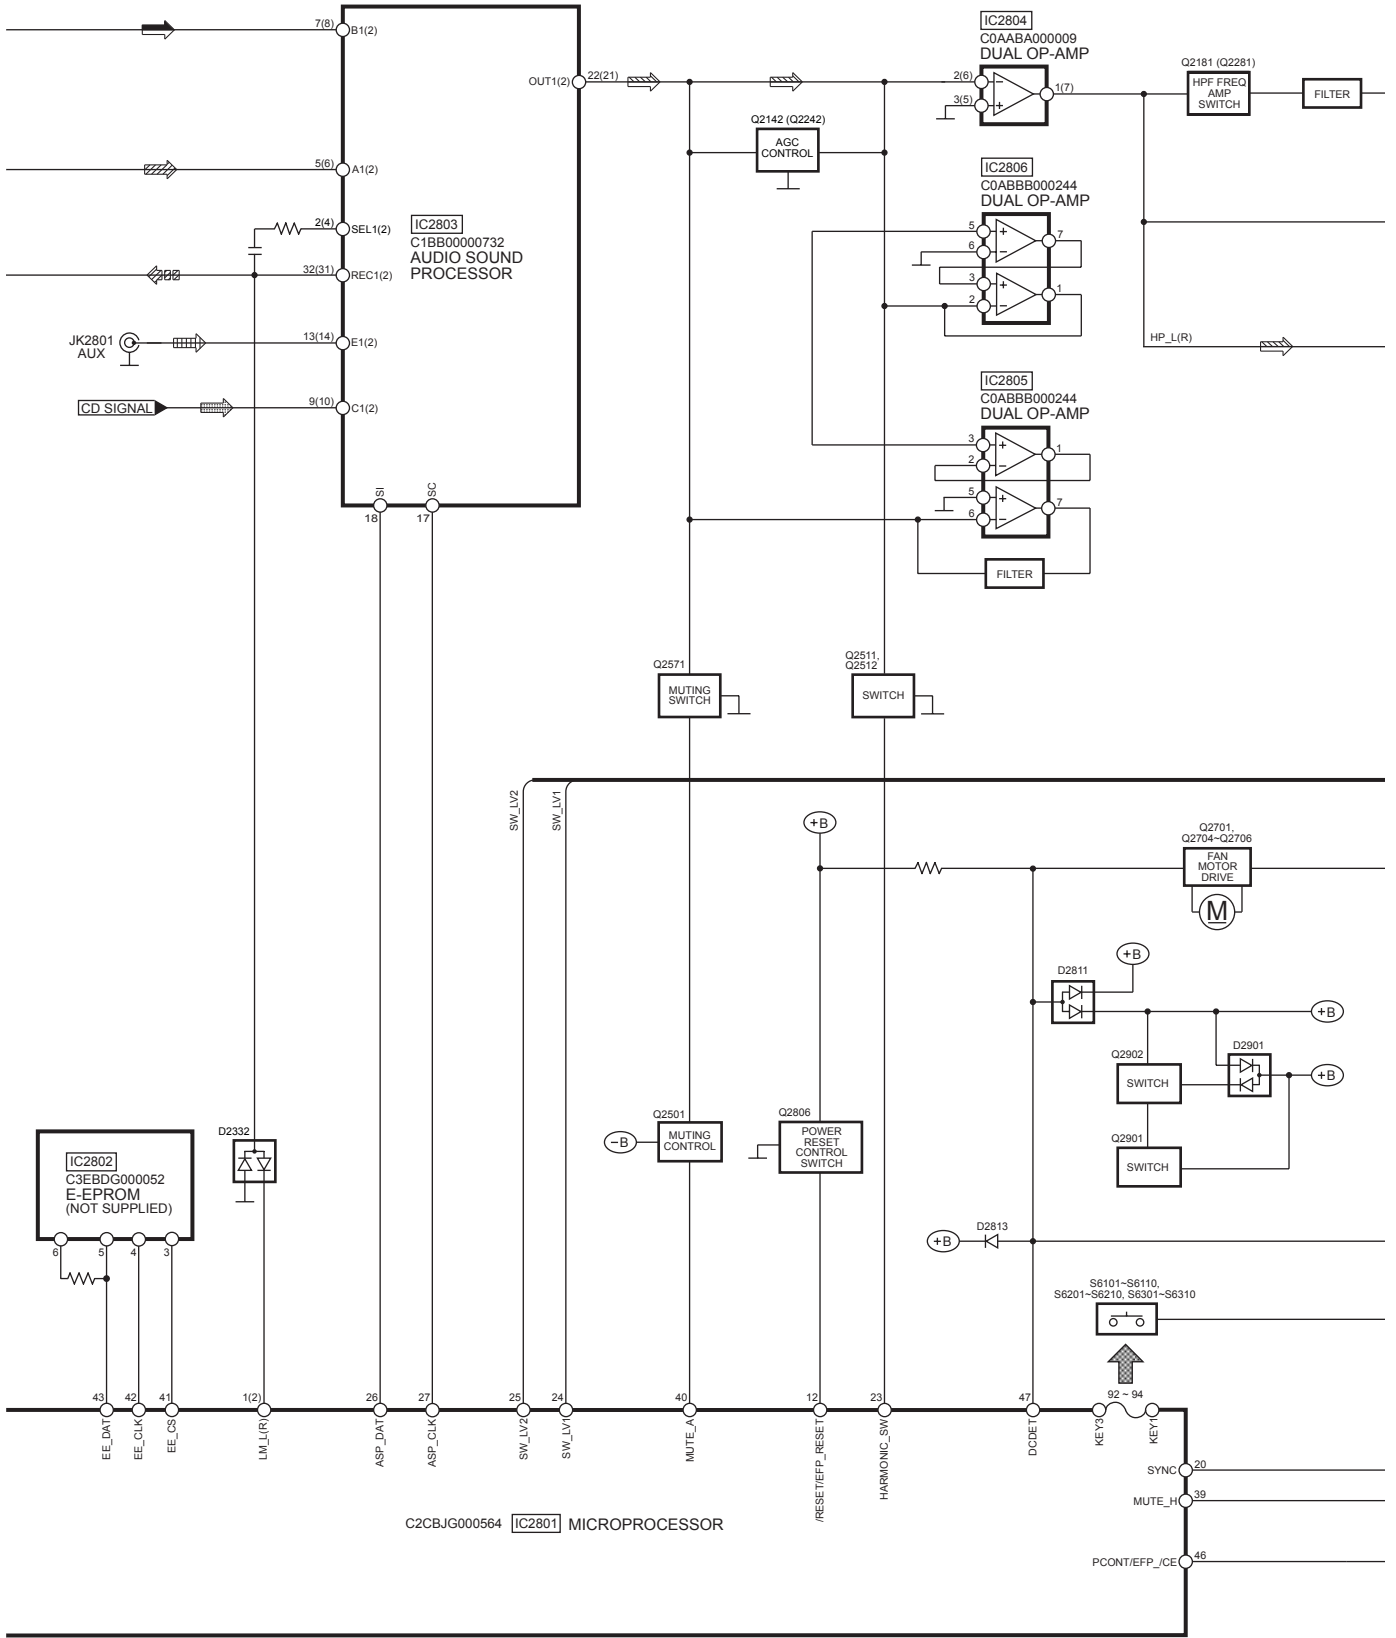 7(8)
B1(2)
OUT1(2)
22(21)
IC2804
C0AABA000009
DUAL OP-AMP
2(6)
3(5)
1(7)
Q2181 (Q2281)
HPF FREQ
AMP
SWITCH
FILTER
Q2142 (Q2242)
AGC
CONTROL
5(6)
A1(2)
2(4)
SEL1(2)
IC2803
C1BB00000732
AUDIO SOUND
PROCESSOR
32(31)
REC1(2)
IC2806
C0ABBB000244
DUAL OP-AMP
5
6
7
3
2
1
JK2801
AUX
13(14)
E1(2)
HP_L(R)
CD SIGNAL
9(10)
C1(2)
IC2805
C0ABBB000244
DUAL OP-AMP
3
2
1
5
6
7
FILTER
SI
SC
18
17
Q2571
MUTING
SWITCH
Q2511,
Q2512
SWITCH
SW_LV2
SW_LV1
+B
Q2701,
Q2704~Q2706
FAN
MOTOR
DRIVE
M
D2811
+B
+B
Q2902
SWITCH
D2901
+B
Q2901
SWITCH
D2332
Q2501
–B
MUTING
CONTROL
Q2806
POWER
RESET
CONTROL
SWITCH
IC2802
C3EBDG000052
E-EPROM
(NOT SUPPLIED)
6
5
4
3
+B
D2813
S6101~S6110,
S6201~S6210, S6301~S6310
92 ~ 94
43
42
41
1(2)
26
27
25
24
40
12
23
47
EE_DAT
EE_CLK
EE_CS
LM_L(R)
ASP_DAT
ASP_CLK
SW_LV2
SW_LV1
MUTE_A
/RESET/EFP_RESET
HARMONIC_SW
DCDET
KEY3
KEY1
SYNC
20
MUTE_H
39
PCONT/EFP_/CE
46
C2CBJG000564 IC2801 MICROPROCESSOR